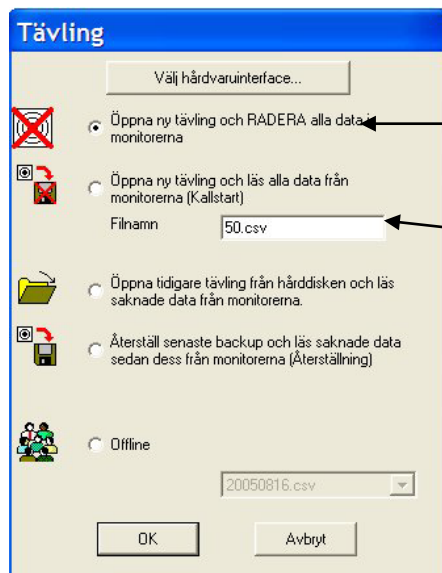 Tävling
Välj hårdvaruinterface...
Öppna ny tävling och RADERA alla data i
monitorerna
Öppna ny tävling och läs alla data från
monitorerna (Kallstart)
Filnamn
50.csv
Öppna tidigare tävling från hårddisken och läs
saknade data från monitorerna.
Återställ senaste backup och läs saknade data
sedan dess från monitorerna (Återställning)
Offline
20050816.csv
OK
Avbryt